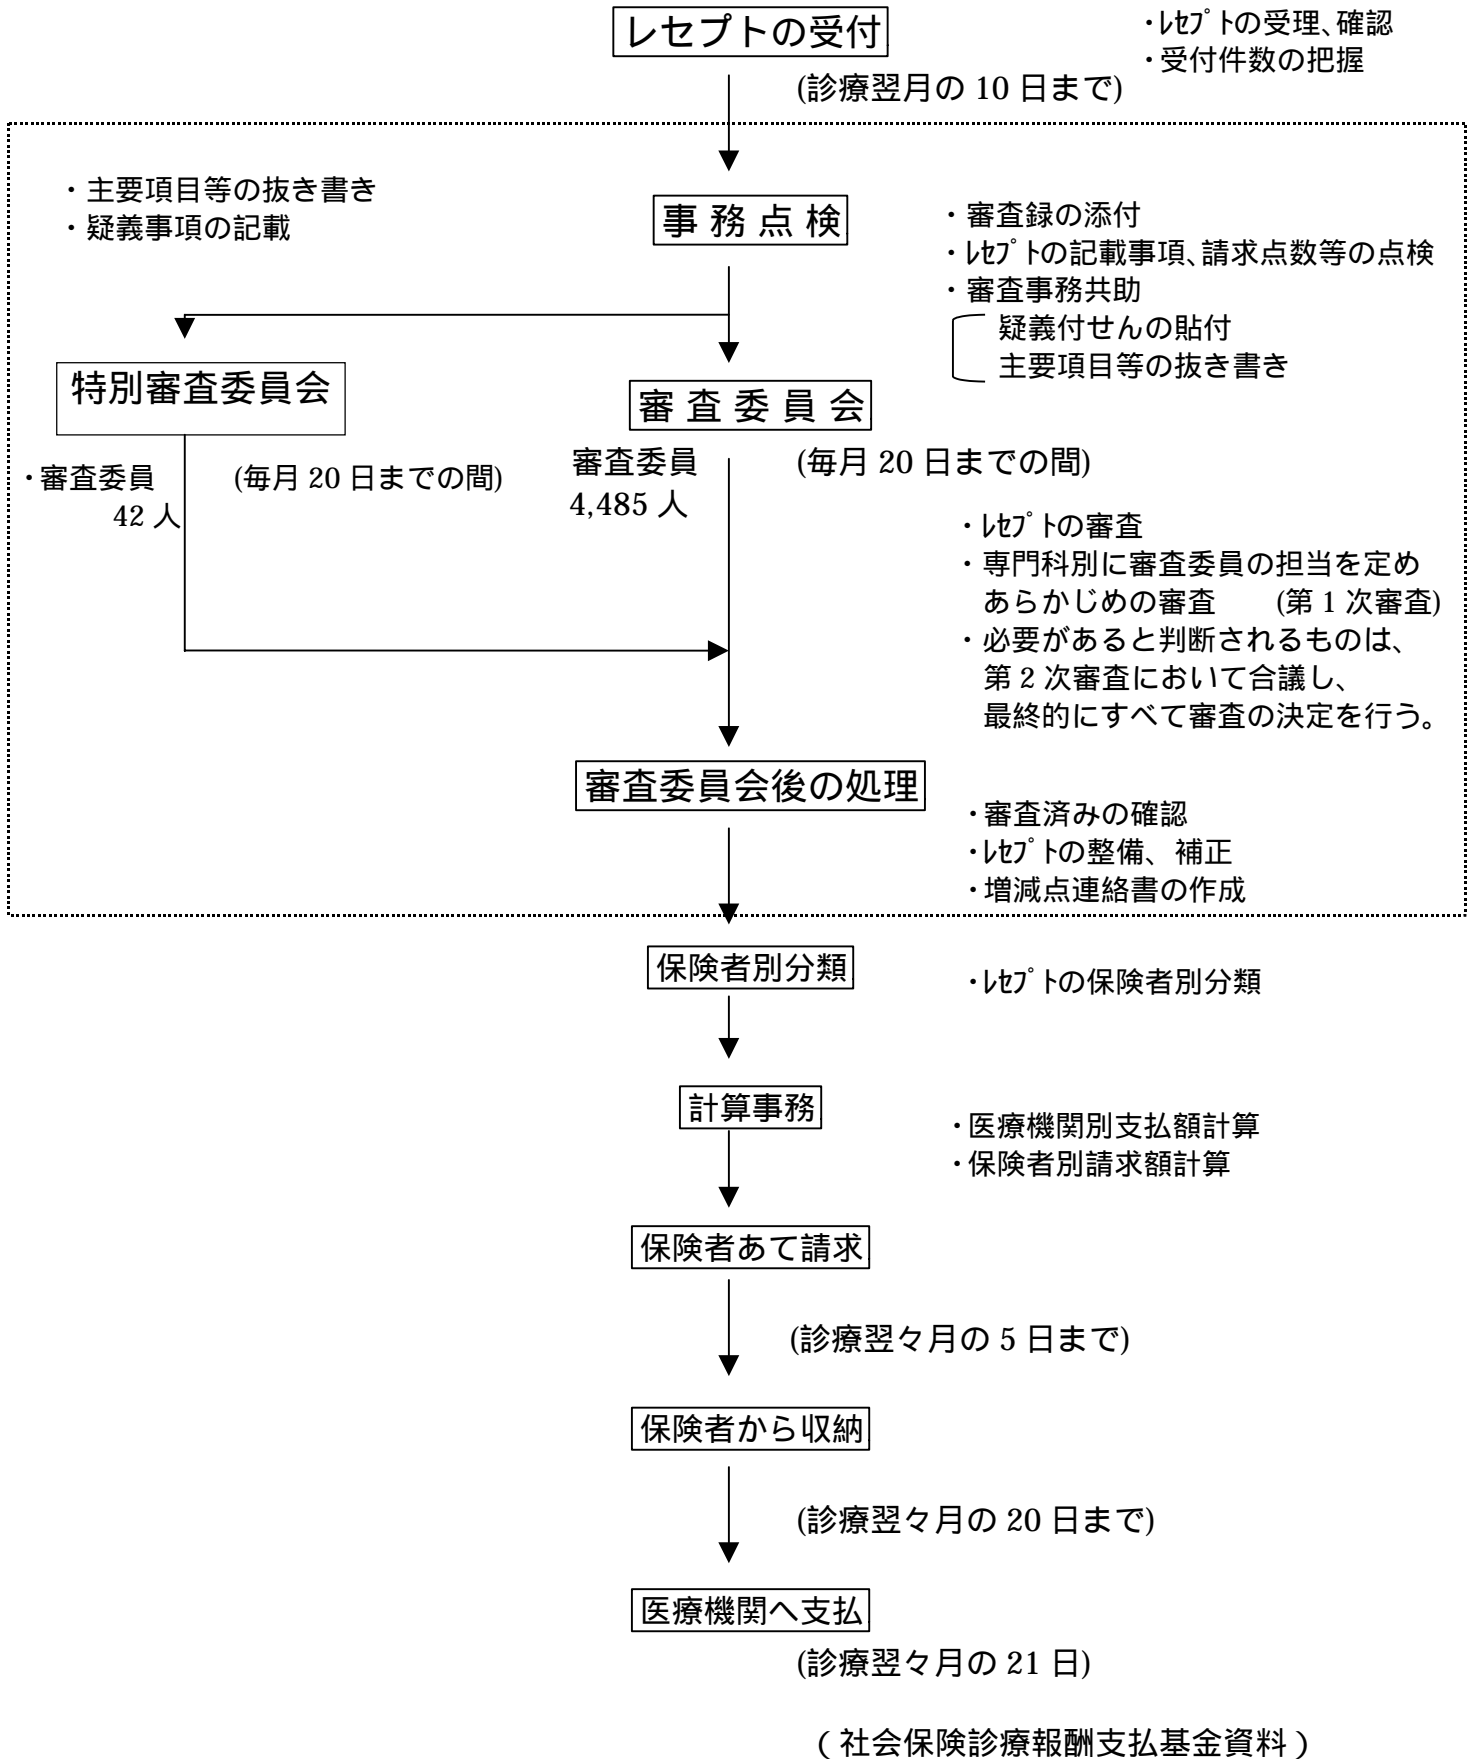 レセプトの受付
・ﾚｾﾌﾟﾄの受理、確認
・受付件数の把握
(診療翌月の 10 日まで)
・主要項目等の抜き書き
・疑義事項の記載
事 務 点 検
・審査録の添付
・ﾚｾﾌﾟﾄの記載事項、請求点数等の点検
・審査事務共助
疑義付せんの貼付
主要項目等の抜き書き
特別審査委員会
・審査委員
42 人
(毎月 20 日までの間)
審 査 委 員 会
審査委員
4,485 人
(毎月 20 日までの間)
・ﾚｾﾌﾟﾄの審査
・専門科別に審査委員の担当を定め
あらかじめの審査　　(第 1 次審査)
・必要があると判断されるものは、
第 2 次審査において合議し、
最終的にすべて審査の決定を行う。
審査委員会後の処理
・審査済みの確認
・ﾚｾﾌﾟﾄの整備、補正
・増減点連絡書の作成
保険者別分類
・ﾚｾﾌﾟﾄの保険者別分類
計算事務
・医療機関別支払額計算
・保険者別請求額計算
保険者あて請求
(診療翌々月の 5 日まで)
保険者から収納
(診療翌々月の 20 日まで)
医療機関へ支払
(診療翌々月の 21 日)
（社会保険診療報酬支払基金資料）